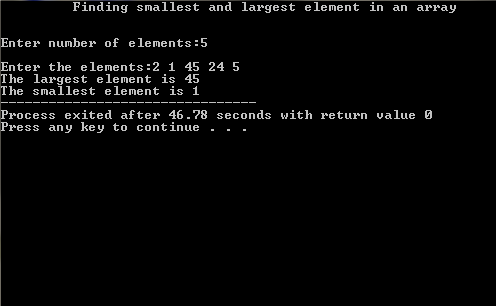 Finding smallest and largest element in an array
Enter number of elements:5
Enter the elements:2 1 45 24 5
The largest element is 45
The smallest element is 1
--------------------------------
Process exited after 46.78 seconds with return value 0
Press any key to continue . . .